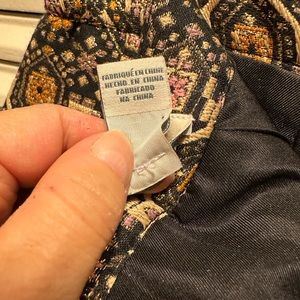 FABRIQUÉ EN CHINE
HECHO EN CHINA
FABRICADO
NA CHINA